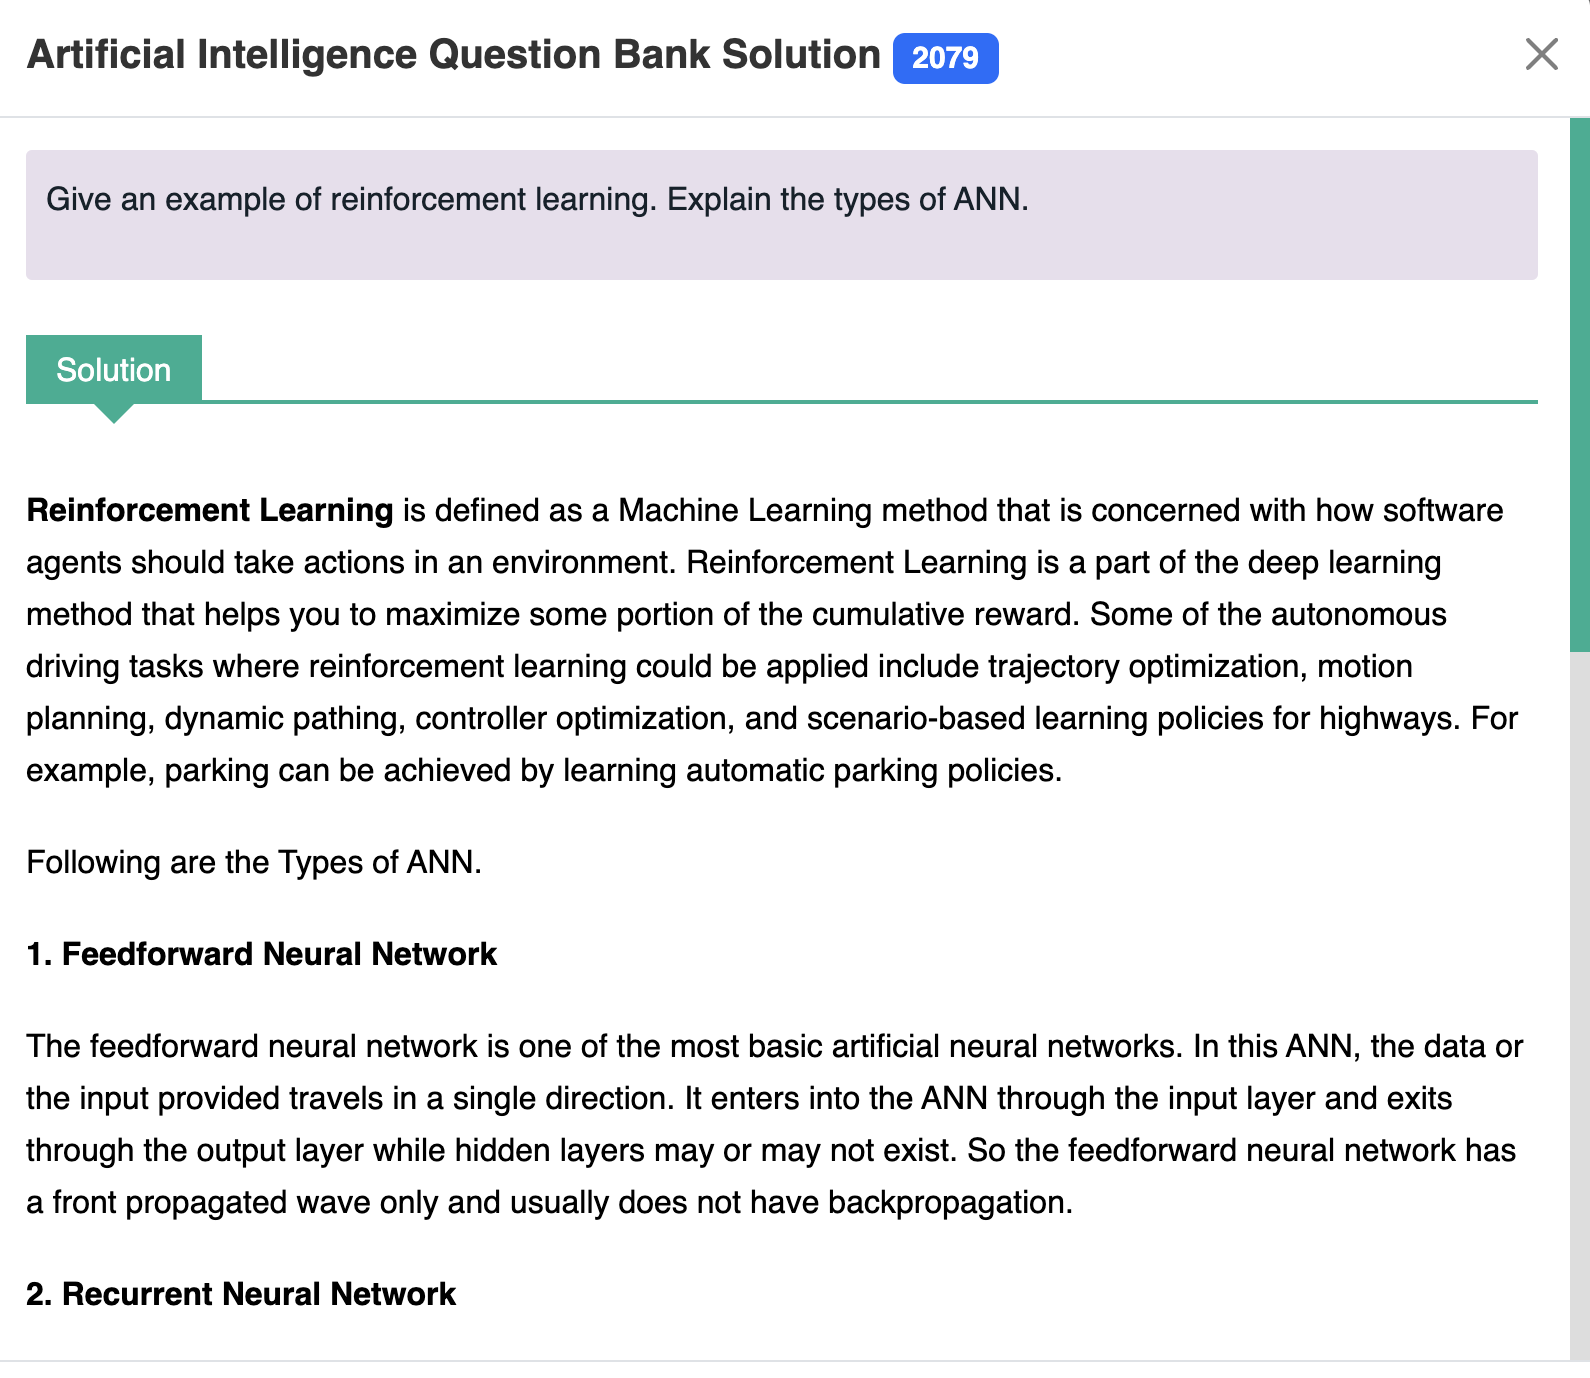 Artificial Intelligence Question Bank Solution 2079
Give an example of reinforcement learning. Explain the types of ANN.
Solution
Reinforcement Learning is defined as a Machine Learning method that is concerned with how software
agents should take actions in an environment. Reinforcement Learning is a part of the deep learning
method that helps you to maximize some portion of the cumulative reward. Some of the autonomous
driving tasks where reinforcement learning could be applied include trajectory optimization, motion
planning, dynamic pathing, controller optimization, and scenario-based learning policies for highways. For
example, parking can be achieved by learning automatic parking policies.
Following are the Types of ANN.
1. Feedforward Neural Network
The feedforward neural network is one of the most basic artificial neural networks. In this ANN, the data or
the input provided travels in a single direction. It enters into the ANN through the input layer and exits
through the output layer while hidden layers may or may not exist. So the feedforward neural network has
a front propagated wave only and usually does not have backpropagation.
2. Recurrent Neural Network